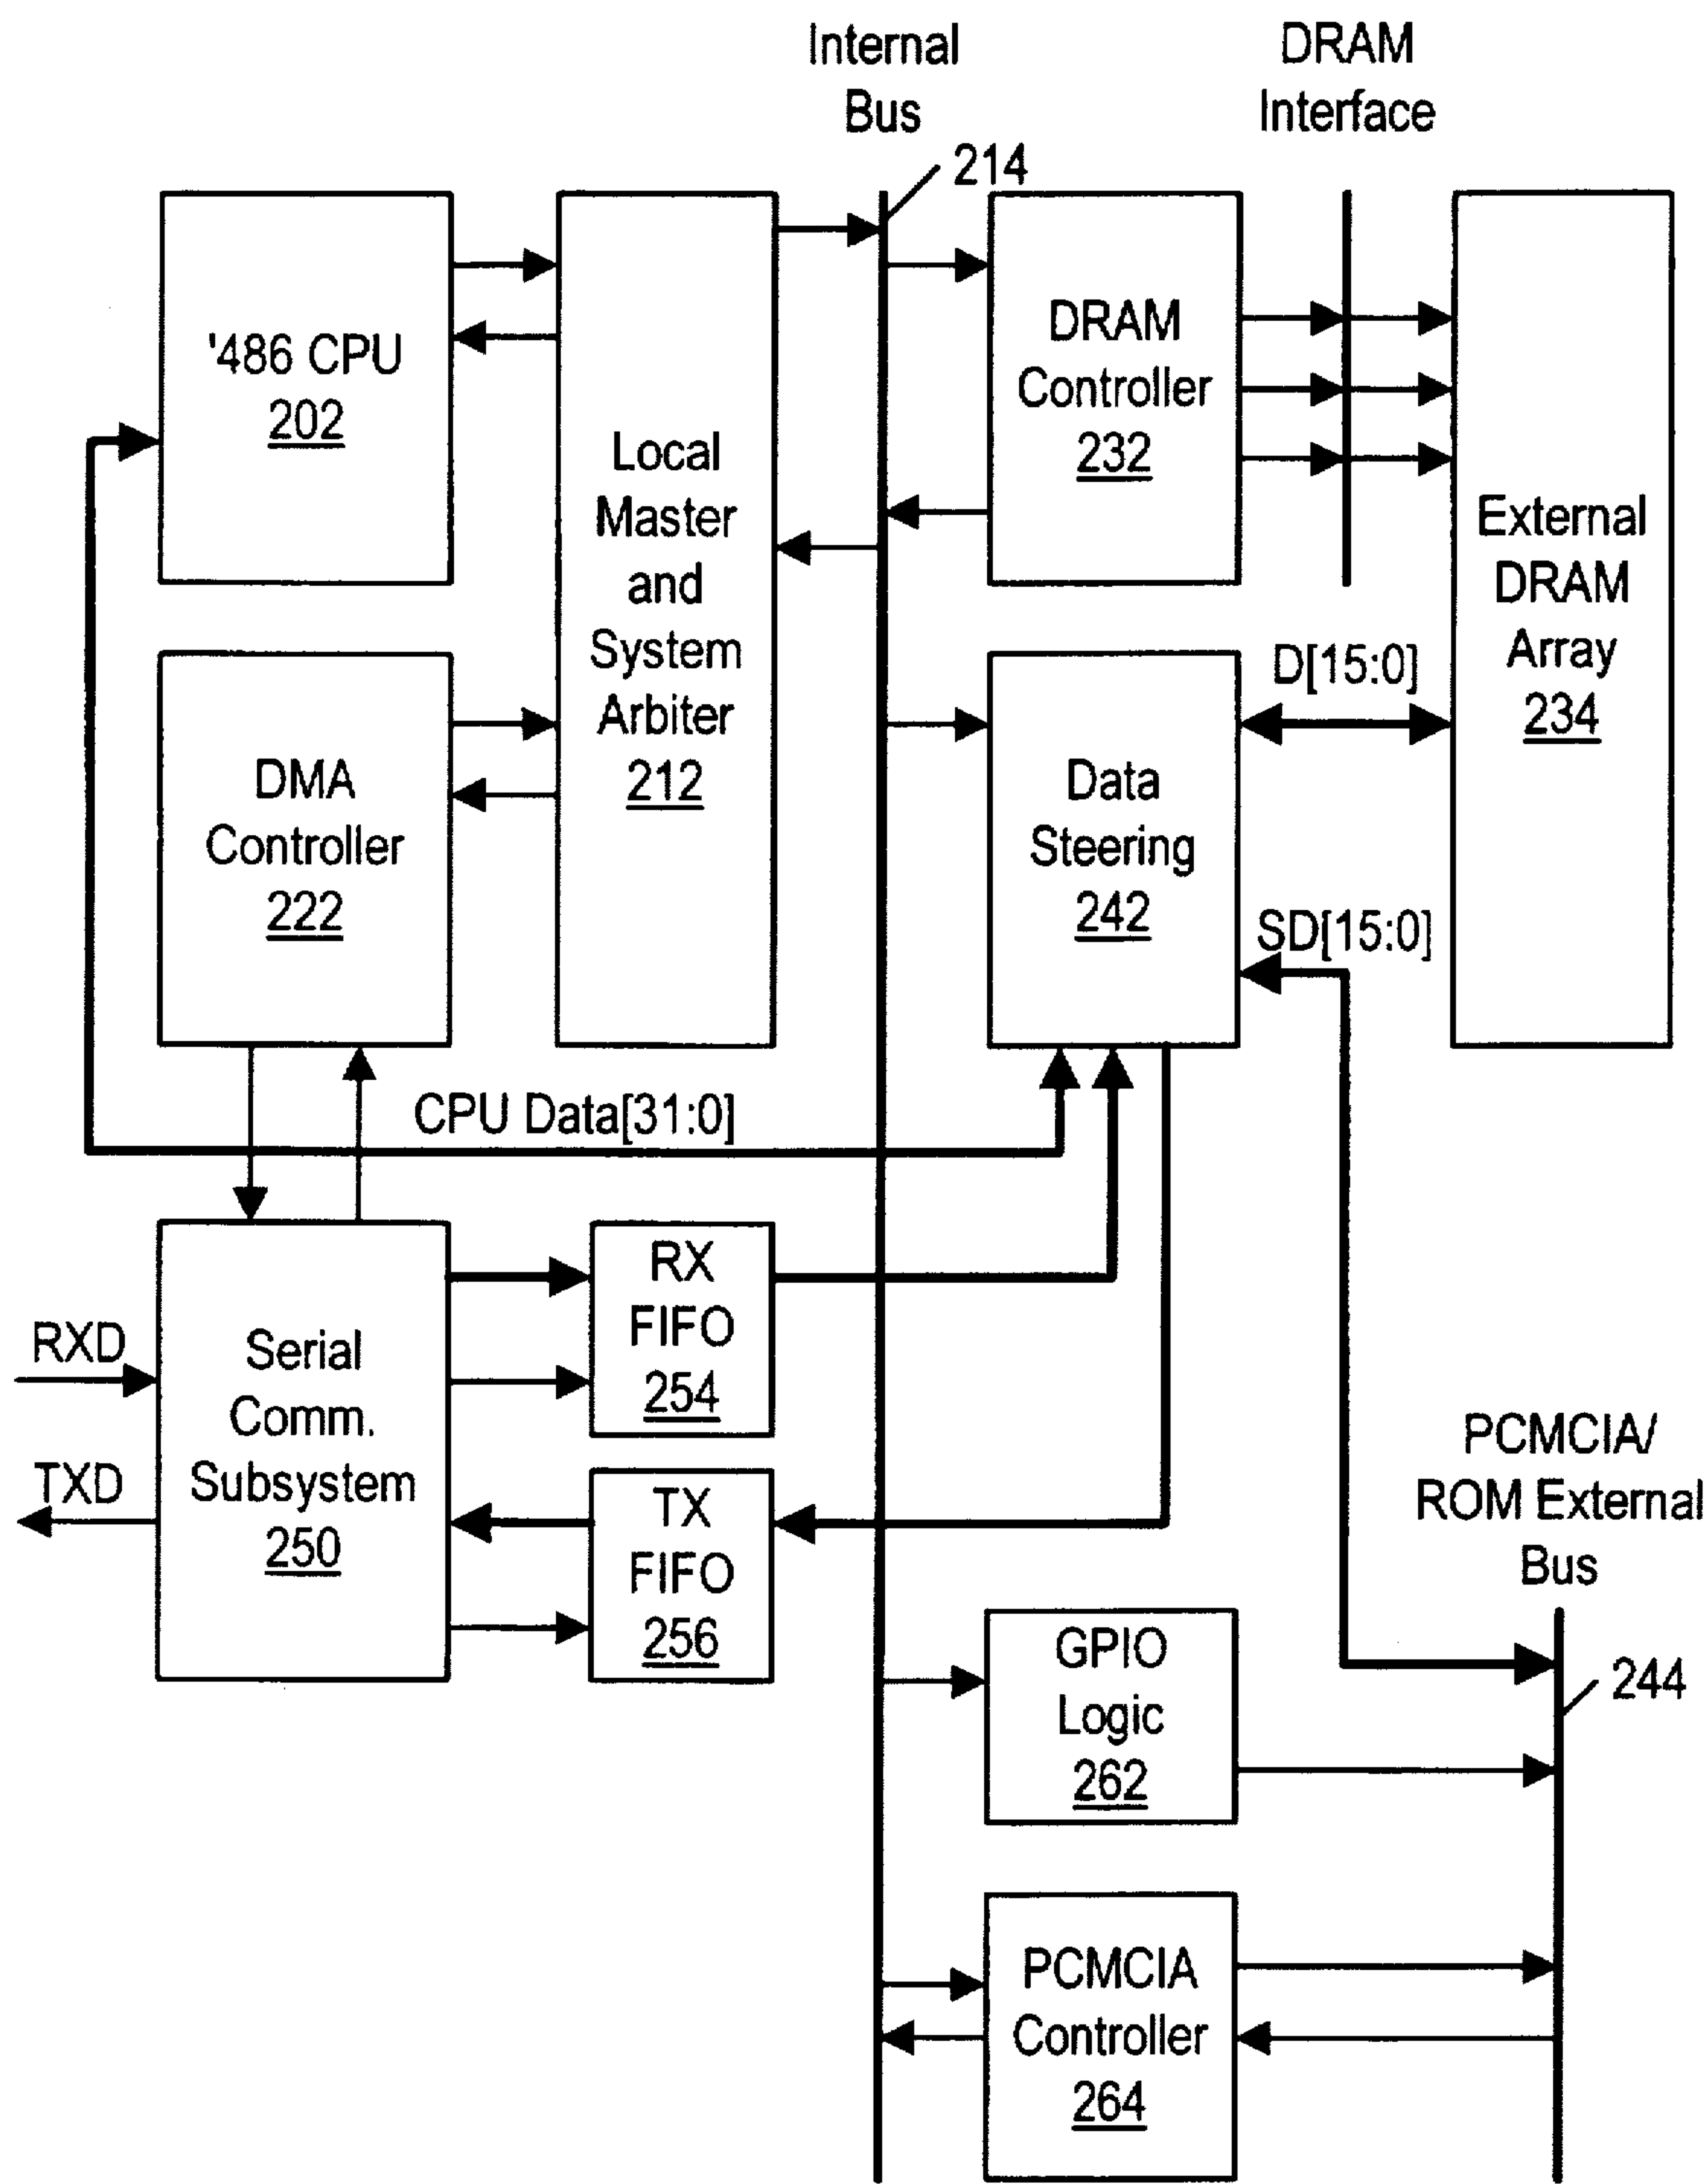 Internal
Bus
DRAM
Interface
214
'486 CPU
202
Local
Master
and
System
Arbiter
212
DRAM
Controller
232
External
DRAM
Array
234
DMA
Controller
222
Data
Steering
242
D[15:0]
SD[15:0]
CPU Data[31:0]
RXD
TXD
Serial
Comm.
Subsystem
250
RX
FIFO
254
TX
FIFO
256
PCMCIA/
ROM External
Bus
244
GPIO
Logic
262
PCMCIA
Controller
264